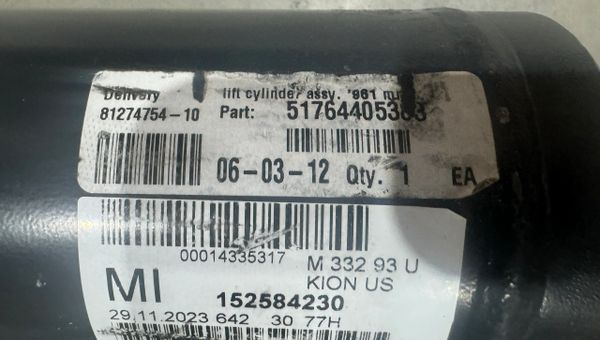 Delivery
lift cylinder assy. '961 m
81274754-10
Part:
06-03-12 Qty. 1 EA
00014335317
M 332 93 U
KION US
MI
152584230
29.11.2023 642 30 77H